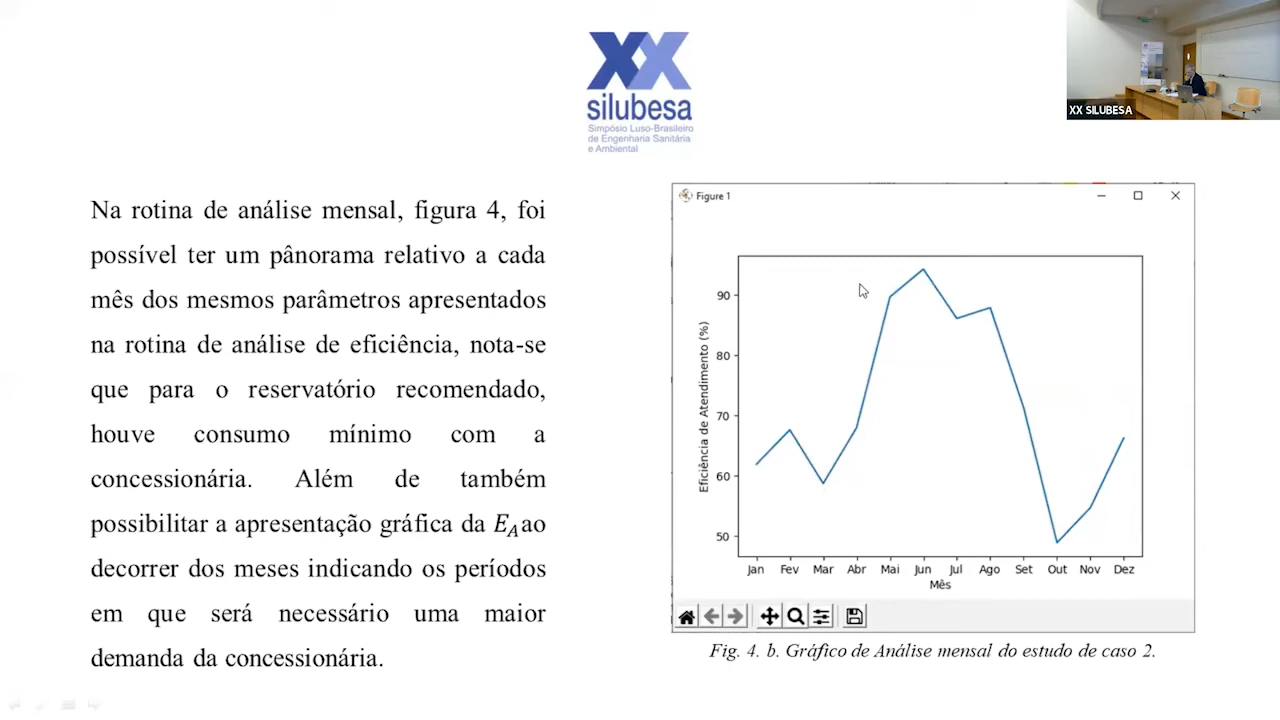 XX
silubesa
Simpósio Luso-Brasileiro
de Engenharia Sanitária
e Ambiental
XX SILUBESA
Na rotina de análise mensal, figura 4, foi
possível ter um pânorama relativo a cada
mês dos mesmos parâmetros apresentados
na rotina de análise de eficiência, nota-se
que para o reservatório recomendado,
houve consumo mínimo com a
concessionária. Além de também
possibilitar a apresentação gráfica da E_A ao
decorrer dos meses indicando os períodos
em que será necessário uma maior
demanda da concessionária.
Figure 1
Eficiência de Atendimento (%)
90
80
70
60
50
Jan Fev Mar Abr Mai Jun Jul Ago Set Out Nov Dez
Mês
Fig. 4. b. Gráfico de Análise mensal do estudo de caso 2.